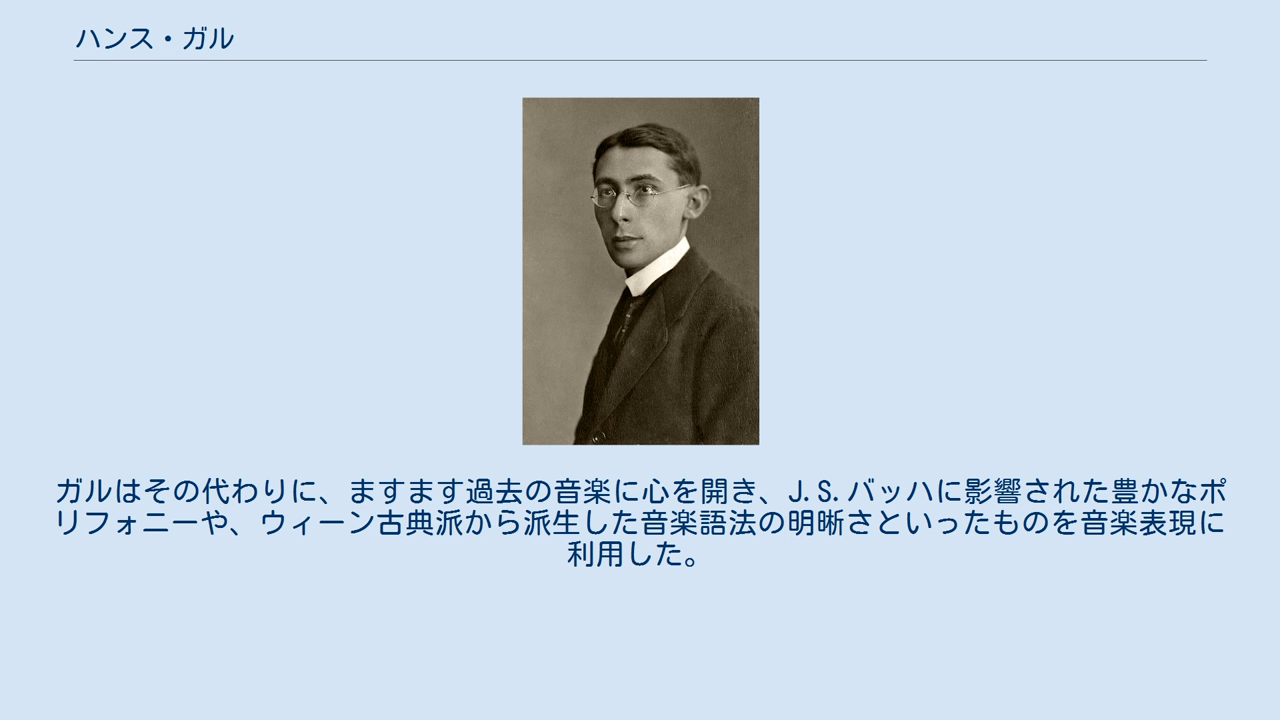 ハンス・ガル
ガルはその代わりに、ますます過去の音楽に心を開き、J.S.バッハに影響された豊かなポ
リフォニーや、ウィーン古典派から派生した音楽語法の明晰さといったものを音楽表現に
利用した。